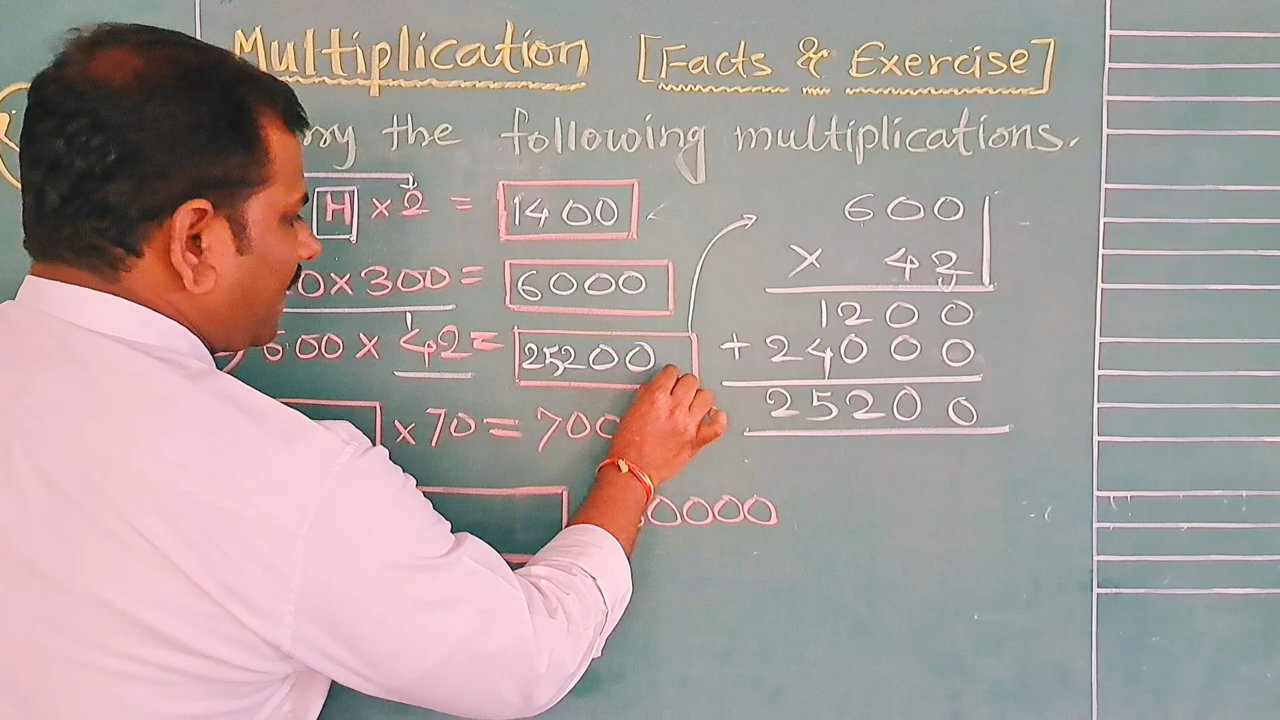 Multiplication [Facts & Exercise]
the following multiplications.
H × 2 = 1400
0×300= 6000
600 × 42= 25200
×70=700
0000
600
× 42
1200
+ 24000
25200